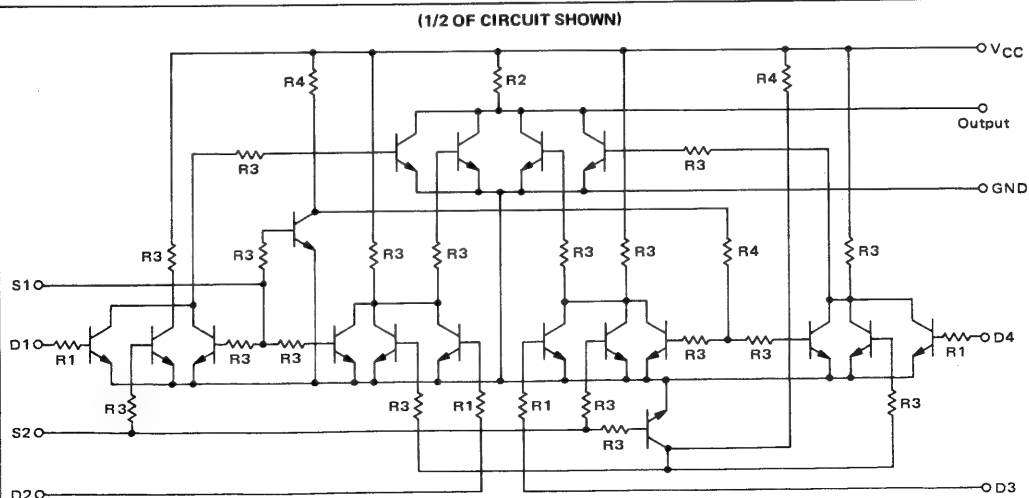 (1/2 OF CIRCUIT SHOWN)
VCC
R4 R2 R4
Output
R3 R3
GND
R3 R3 R3 R3 R3 R3 R4 R3
S1
D1 R1 R3 R3 R3 R3 R1 D4
R3 R3 R1 R1 R3 R3
S2 R3
D2 D3